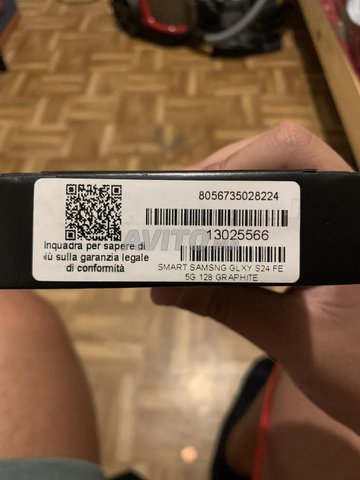 8056735028224
AVITO
13025566
Inquadra per sapere di
iù sulla garanzia legale
di conformità
SMART SAMSNG GLXY S24 FE
5G 128 GRAPHITE